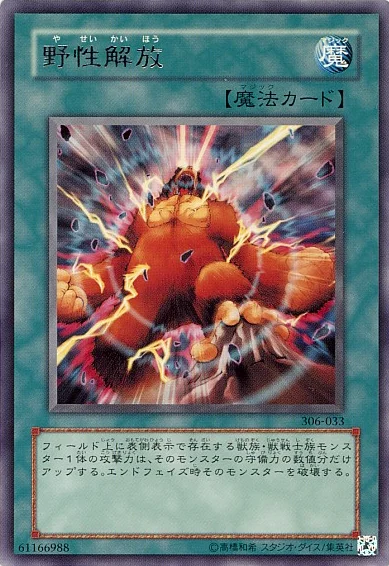 やせいかいほう
野性解放
魔
マジック
【魔法カード】
306-033
フィールド上に表側表示で存在する獣族・獣戦士族モンス
ター１体の攻撃力は、そのモンスターの守備力の数値分だけ
アップする。エンドフェイズ時そのモンスターを破壊する。
61166988
©高橋和希 スタジオ・ダイス/集英社